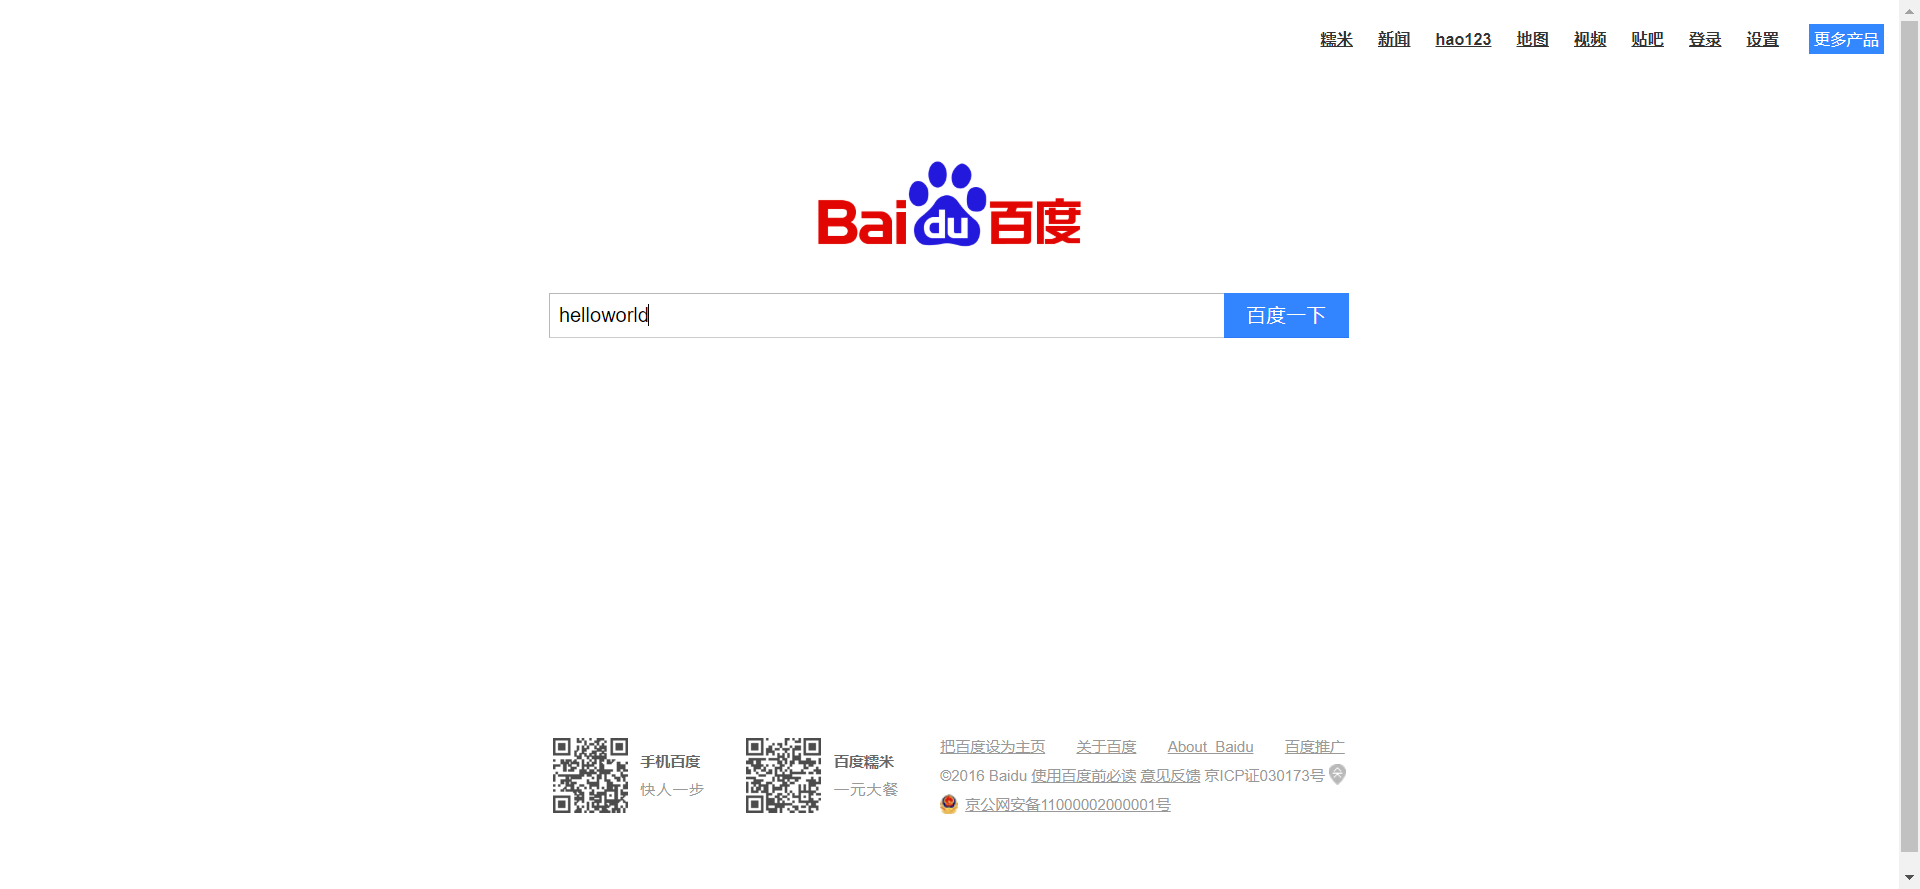 糯米 新闻 hao123 地图 视频 贴吧 登录 设置 更多产品
Bai du 百度
helloworld 百度一下
手机百度
快人一步
百度糯米
一元大餐
把百度设为主页 关于百度 About Baidu 百度推广
©2016 Baidu 使用百度前必读 意见反馈 京ICP证030173号
京公网安备11000002000001号